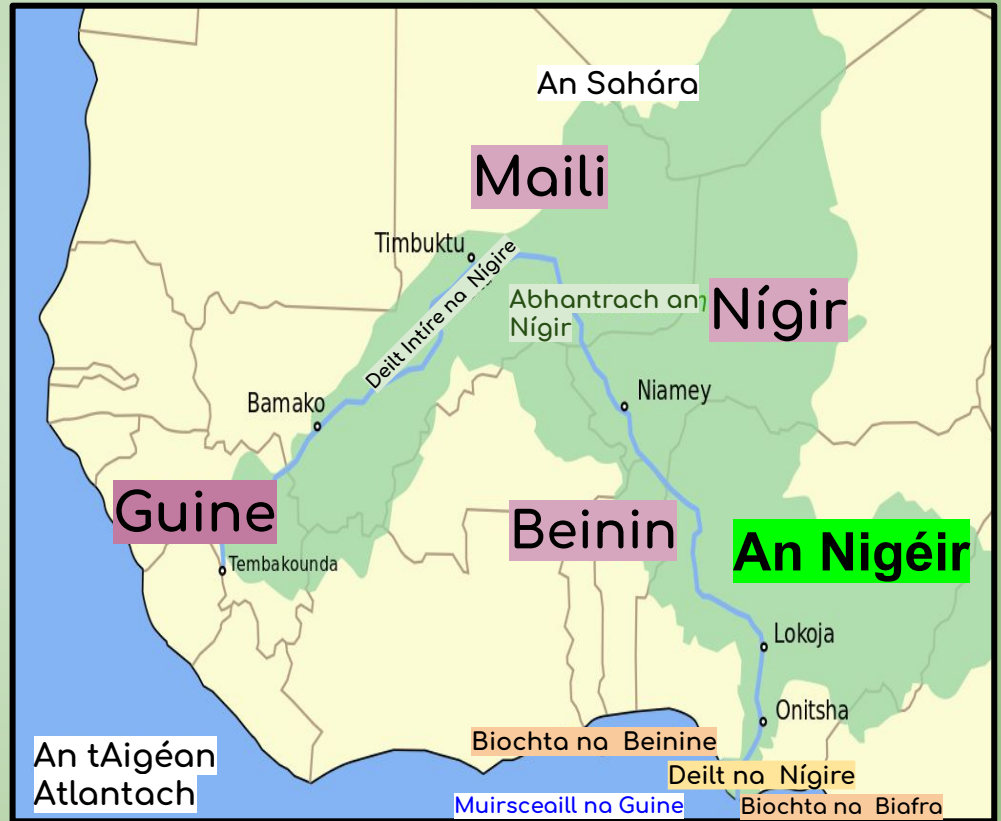 An Sahára
Maili
Timbuktu
Deilt Intíre na Nígire
Abhantrach an
Nígir
Nígir
Niamey
Bamako
Guine
Beinin
An Nigéir
Tembakounda
Lokoja
Onitsha
Biochta na Beinine
An tAigéan
Atlantach
Deilt na Nígire
Muirsceaill na Guine
Biochta na Biafra